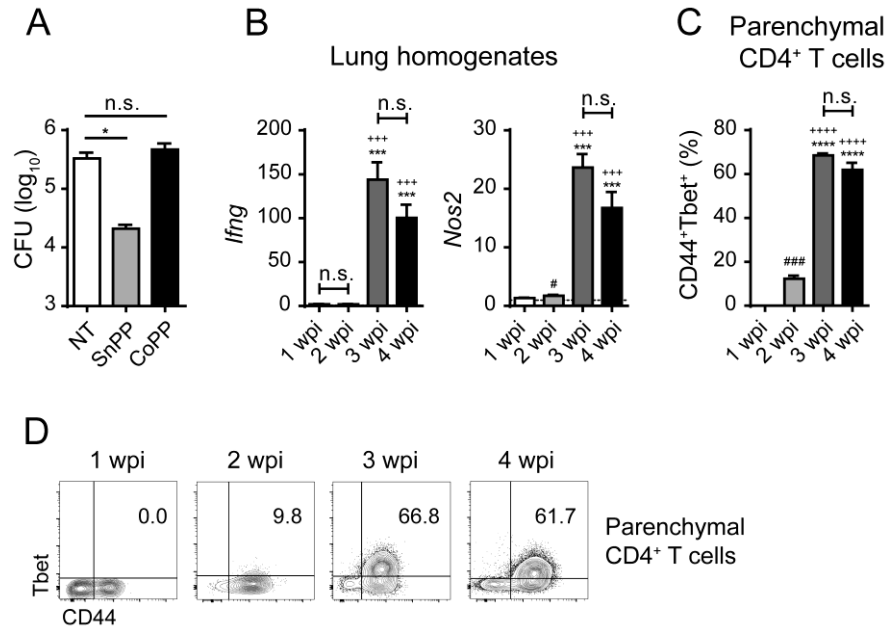 A
n.s.
*
CFU (log10)
6
5
4
3
NT
SnPP
CoPP
B
Lung homogenates
Ifng
200
150
100
50
0
n.s.
n.s.
+++
***
+++
***
1 wpi
2 wpi
3 wpi
4 wpi
Nos2
30
20
10
0
n.s.
#
+++
***
+++
***
1 wpi
2 wpi
3 wpi
4 wpi
C
Parenchymal
CD4+ T cells
CD44+Tbet+ (%)
80
60
40
20
0
n.s.
###
++++
****
++++
****
1 wpi
2 wpi
3 wpi
4 wpi
D
1 wpi
2 wpi
3 wpi
4 wpi
0.0
9.8
66.8
61.7
Tbet
CD44
Parenchymal
CD4+ T cells